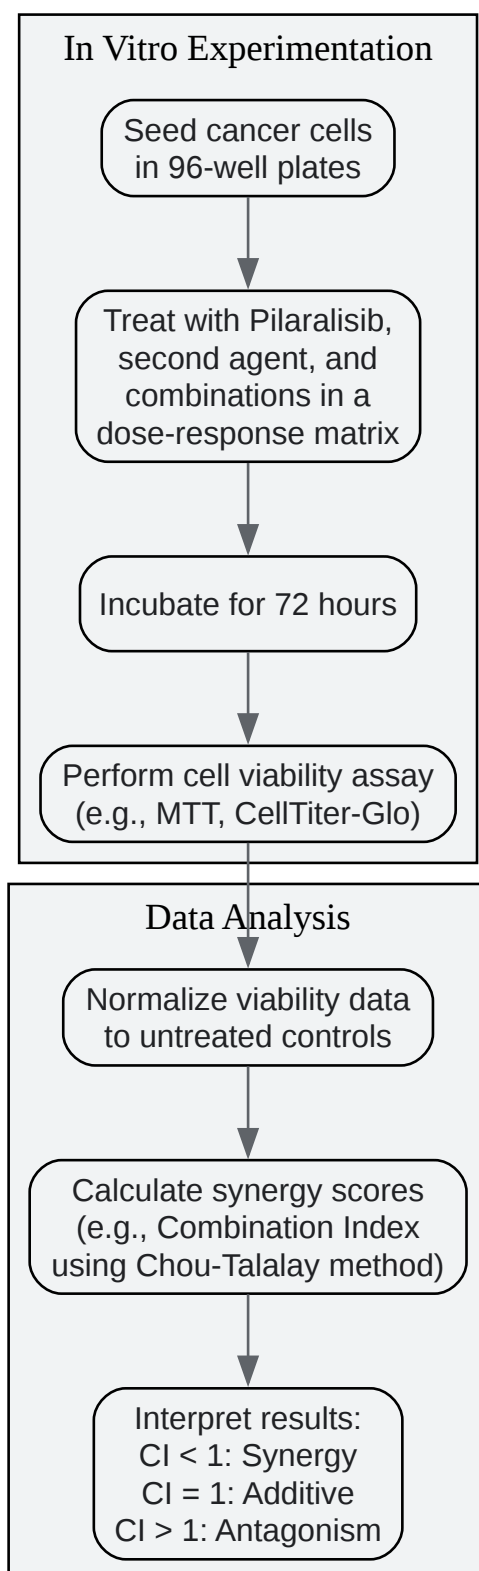 In Vitro Experimentation
Seed cancer cells
in 96-well plates
Treat with Pilaralisib,
second agent, and
combinations in a
dose-response matrix
Incubate for 72 hours
Perform cell viability assay
(e.g., MTT, CellTiter-Glo)
Data Analysis
Normalize viability data
to untreated controls
Calculate synergy scores
(e.g., Combination Index
using Chou-Talalay method)
Interpret results:
CI < 1: Synergy
CI = 1: Additive
CI > 1: Antagonism